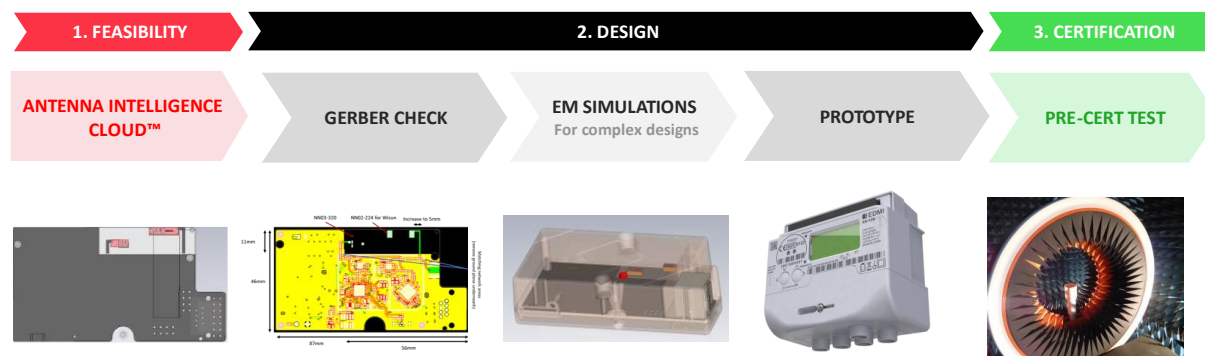 1. FEASIBILITY
2. DESIGN
3. CERTIFICATION
ANTENNA INTELLIGENCE
CLOUD™
GERBER CHECK
EM SIMULATIONS
For complex designs
PROTOTYPE
PRE-CERT TEST
NN03-320
NN02-224 for Wisun
Increase to 5mm
11mm
46mm
87mm
56mm
EDMI